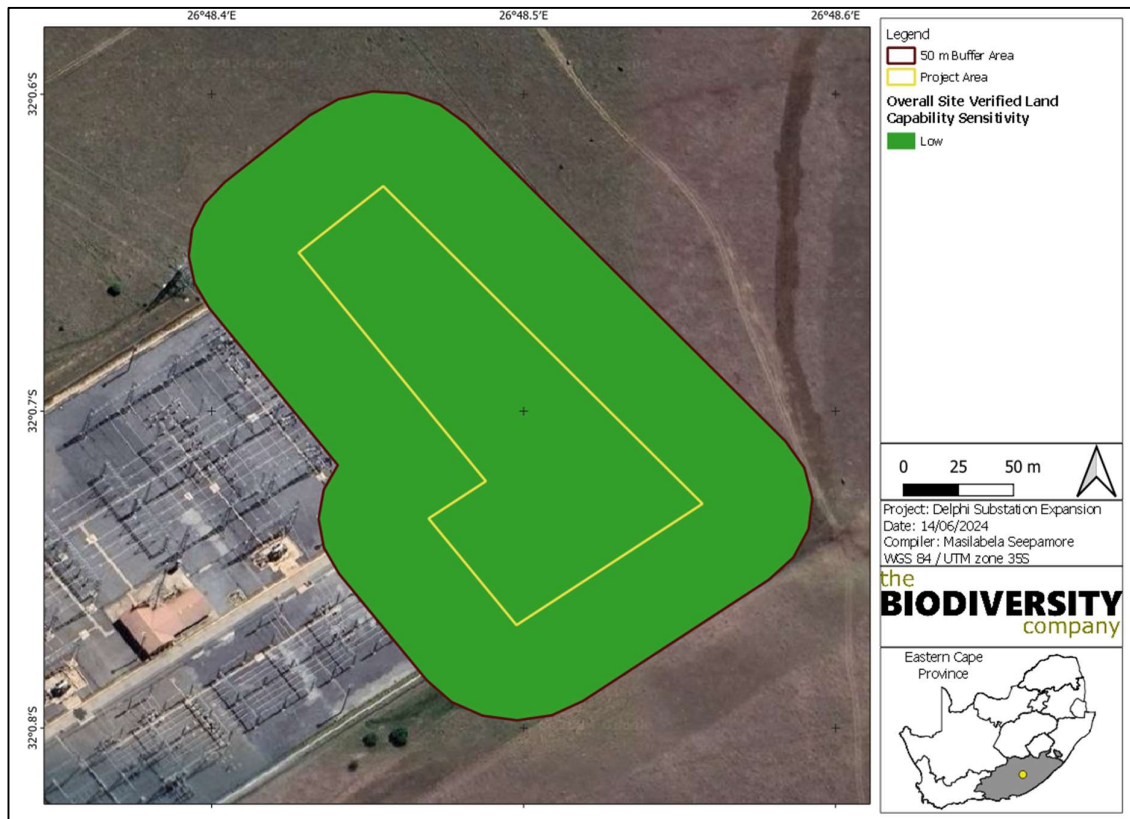 26°48.4'E
26°48.5'E
26°48.6'E
32°0.6'S
32°0.7'S
32°0.8'S
Legend
50 m Buffer Area
Project Area
Overall Site Verified Land
Capability Sensitivity
Low
0 25 50 m
Project: Delphi Substation Expansion
Date: 14/06/2024
Compiler: Masilabela Seepamore
WGS 84 / UTM zone 35S
the
BIODIVERSITY
company
Eastern Cape
Province